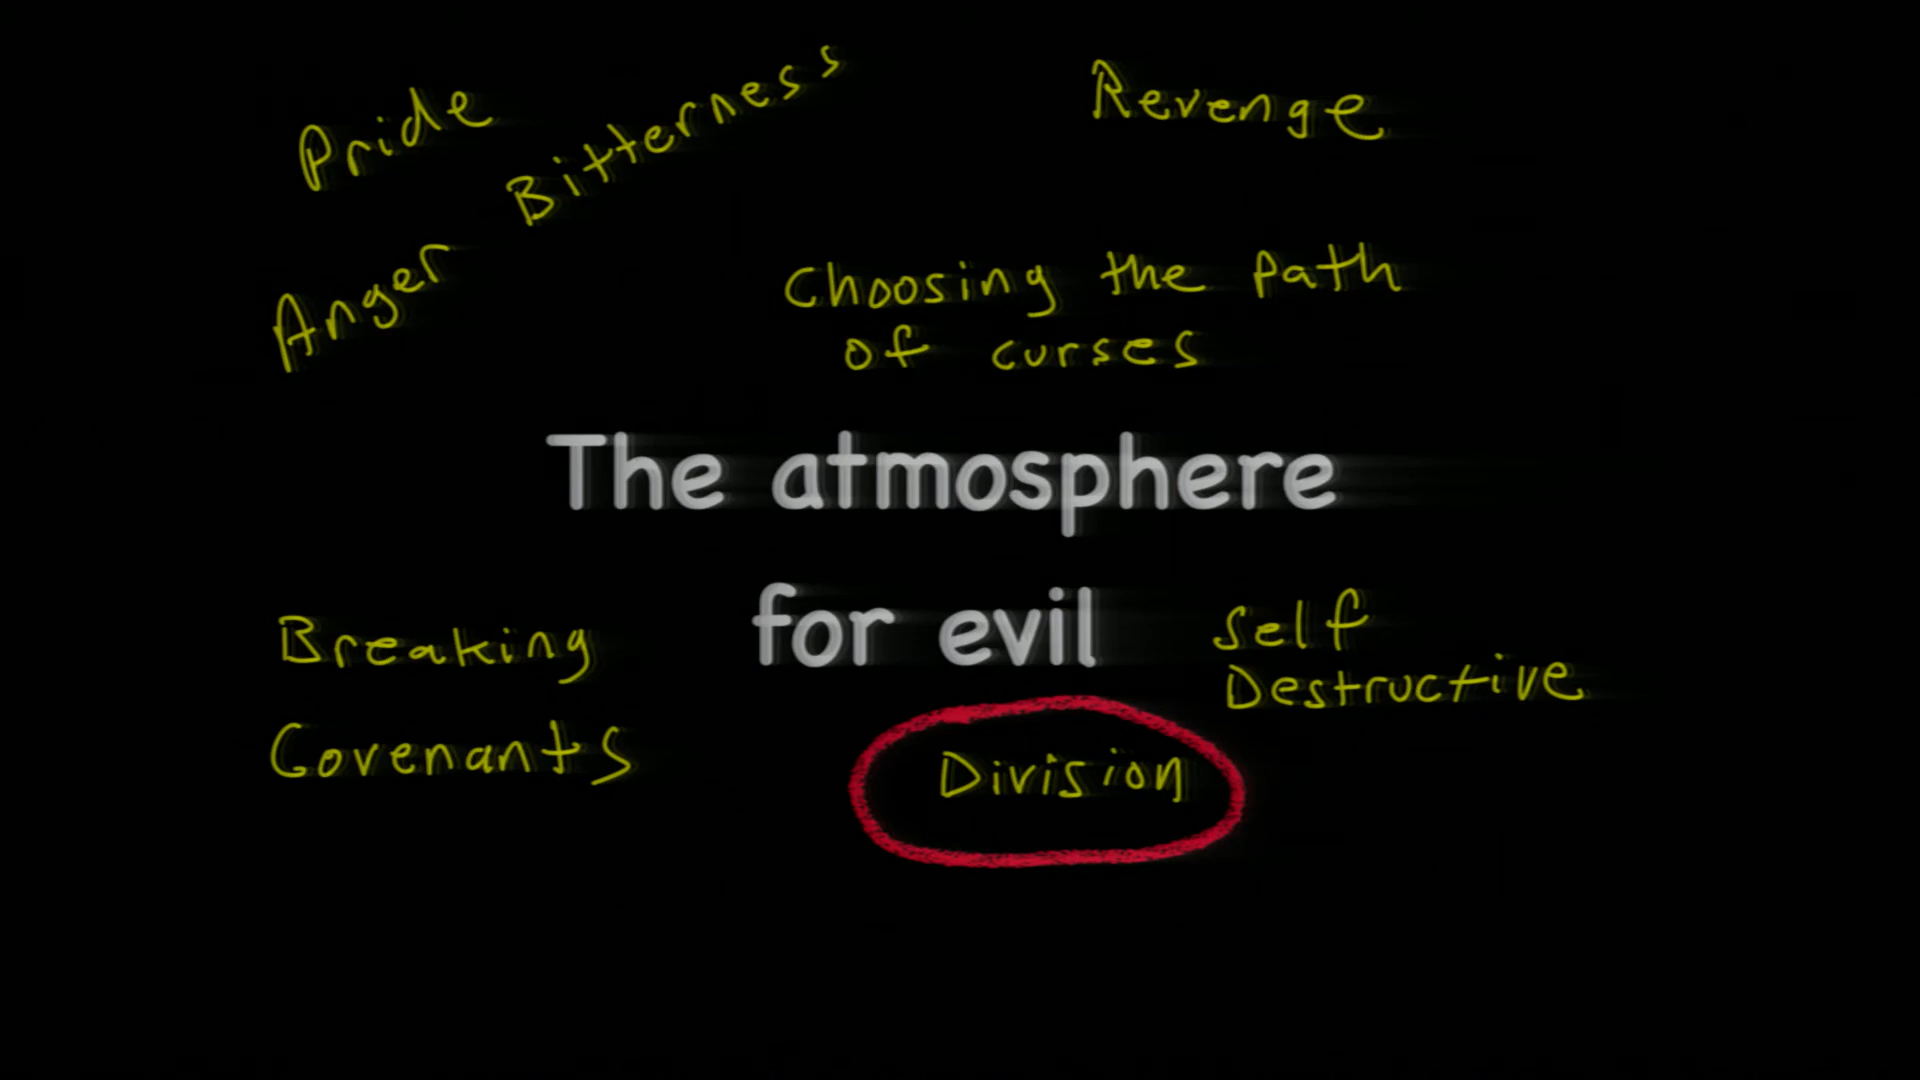 Pride
Bitterness
Revenge
Anger
Choosing the path
of curses
The atmosphere
for evil
Breaking
Covenants
Self
Destructive
Division